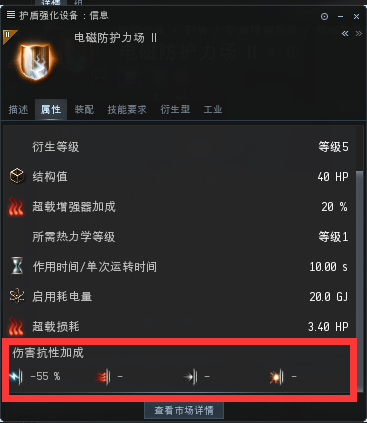 护盾强化设备：信息
II
电磁防护力场 II
描述 属性 装配 技能要求 衍生型 工业
衍生等级 等级5
结构值 40 HP
超载增强器加成 20 %
所需热力学等级 等级1
作用时间/单次运转时间 10.00 s
启用耗电量 20.0 GJ
超载损耗 3.40 HP
伤害抗性加成
-55 % - - -
查看市场详情